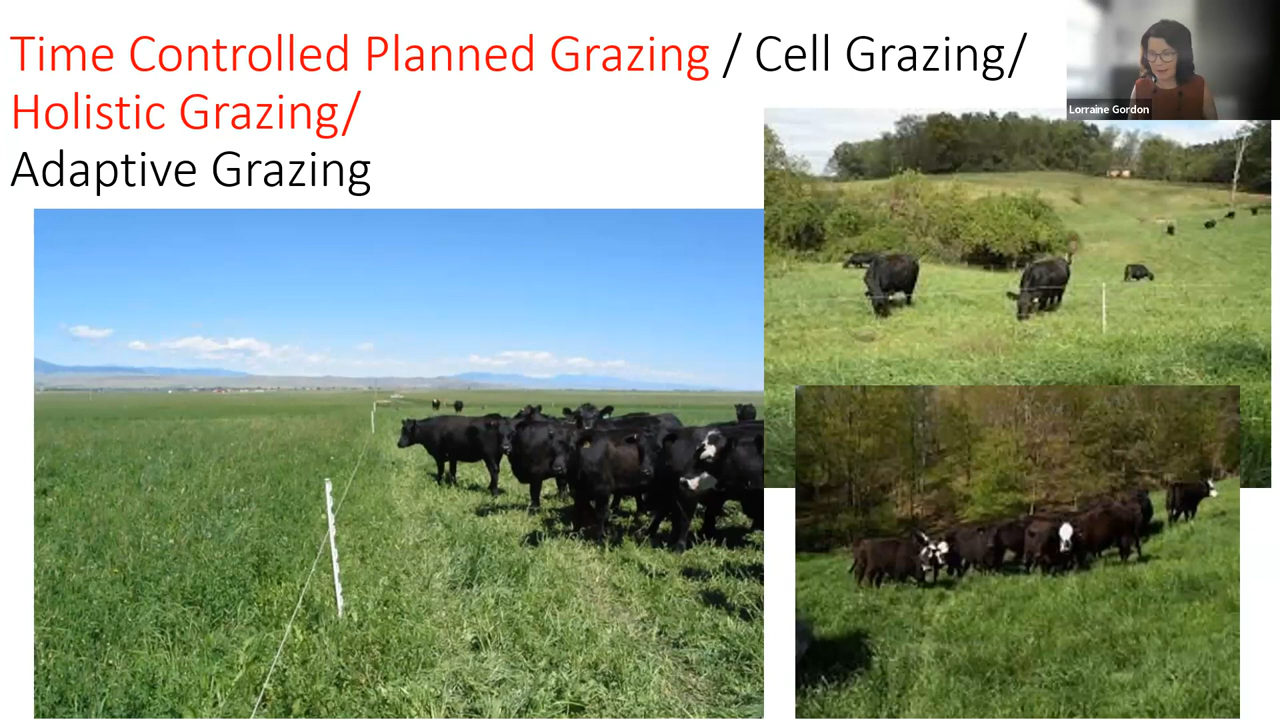 Time Controlled Planned Grazing / Cell Grazing/
Holistic Grazing/
Adaptive Grazing
Lorraine Gordon